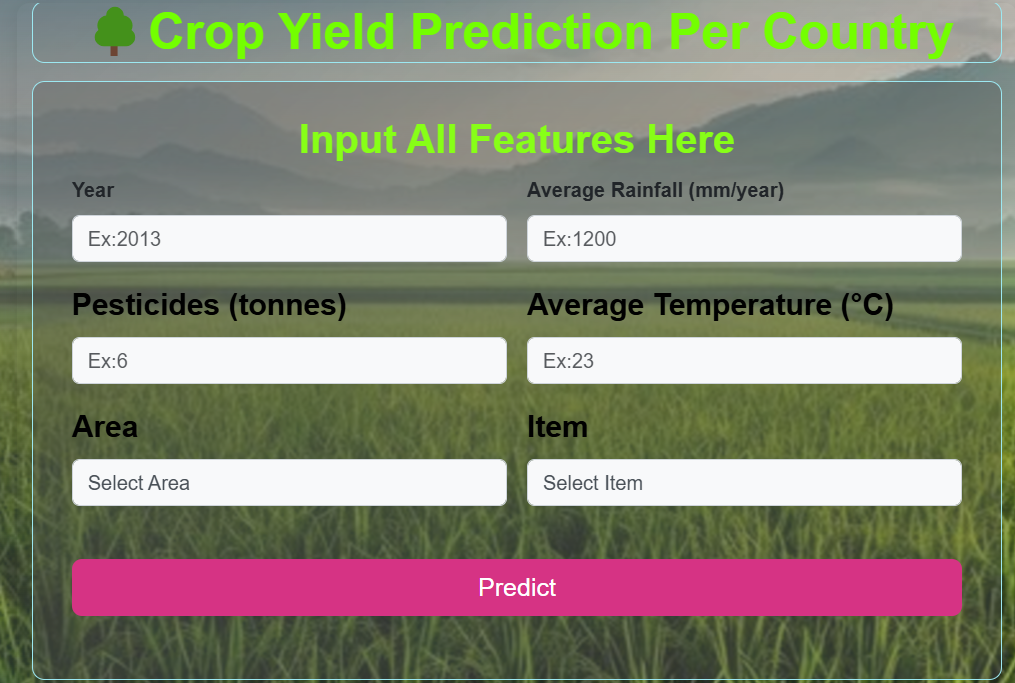 Crop Yield Prediction Per Country
Input All Features Here
Year
Average Rainfall (mm/year)
Ex:2013
Ex:1200
Pesticides (tonnes)
Average Temperature (°C)
Ex:6
Ex:23
Area
Item
Select Area
Select Item
Predict